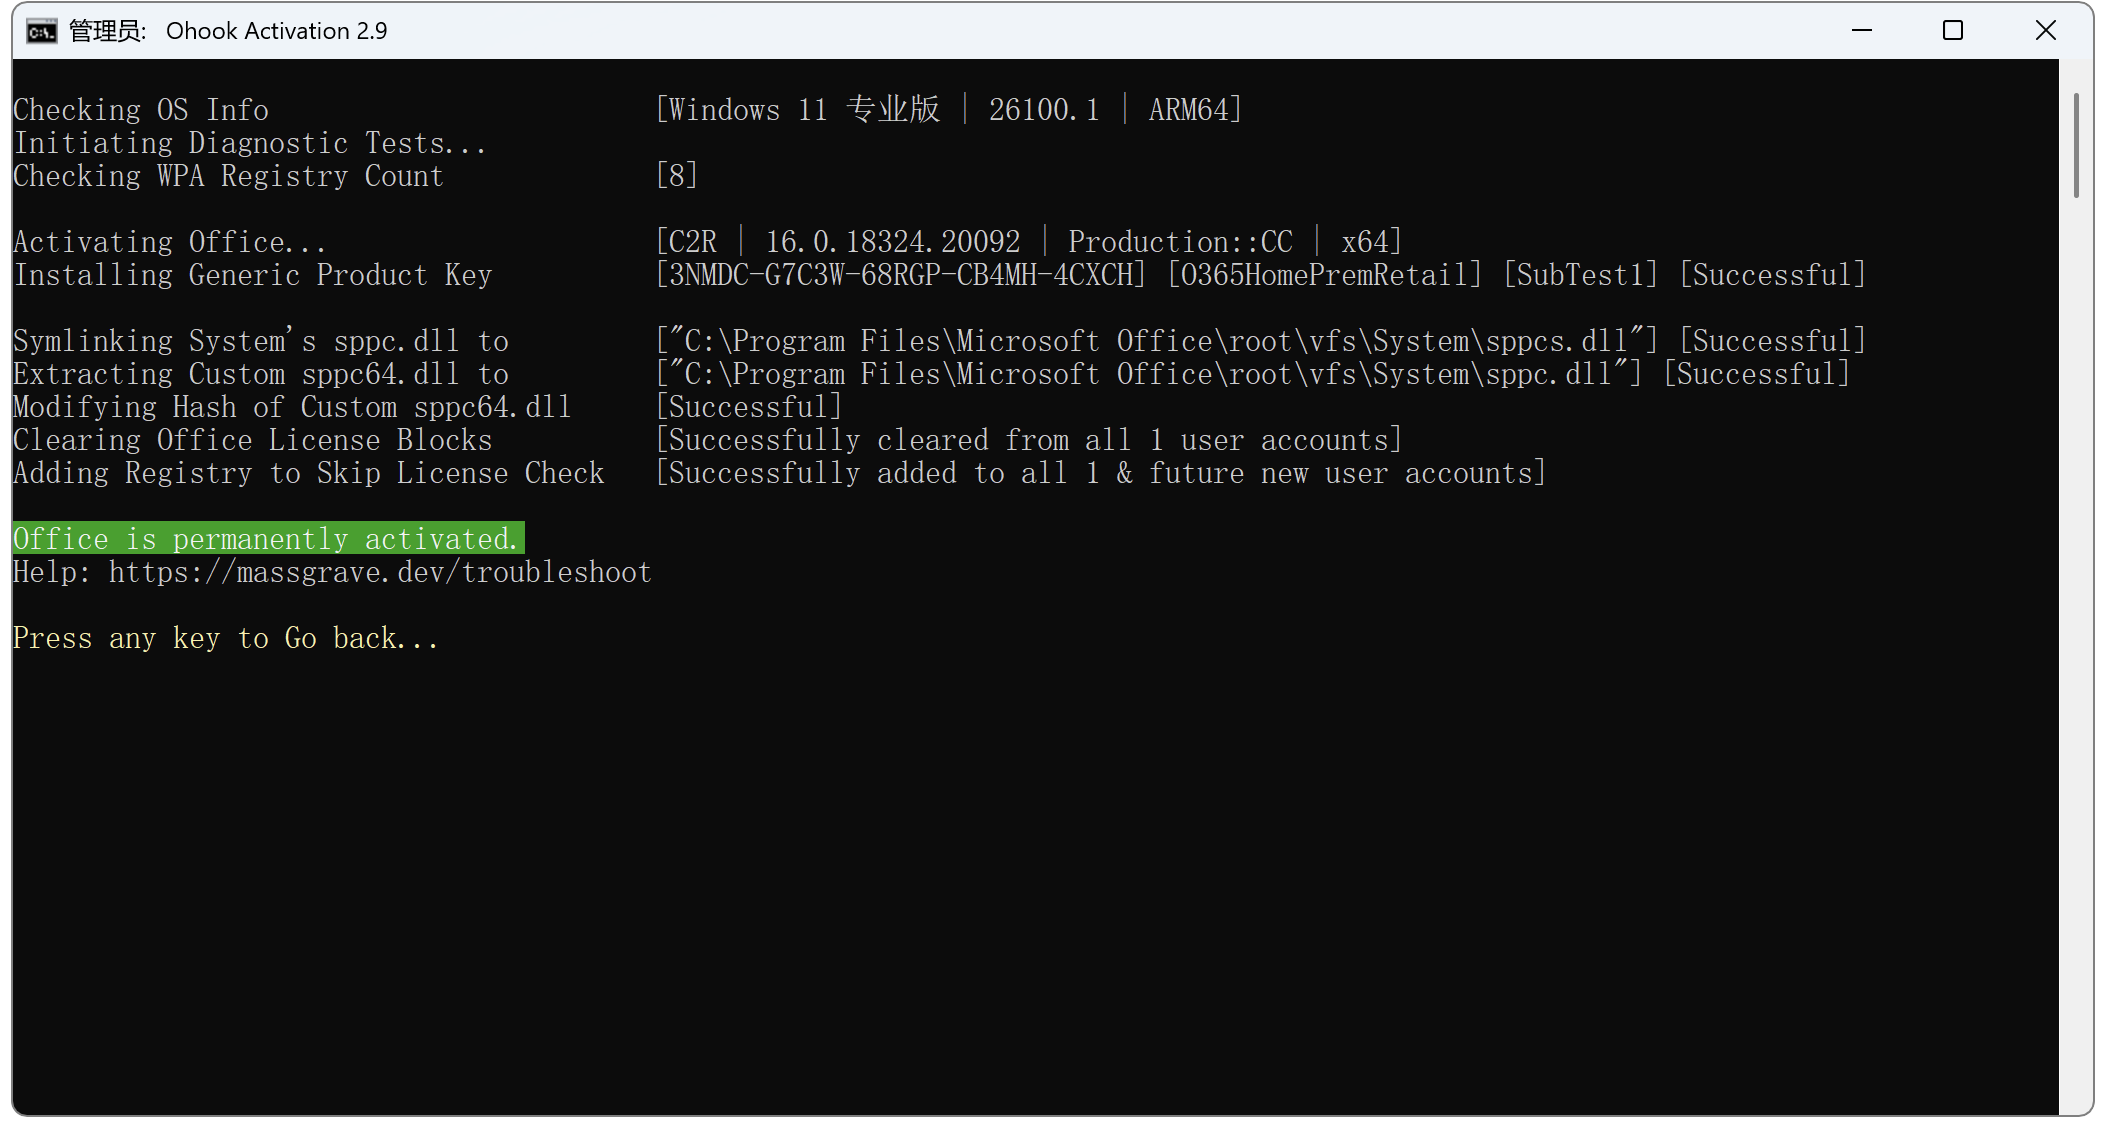 管理员: Ohook Activation 2.9
Checking OS Info [Windows 11 专业版 | 26100.1 | ARM64]
Initiating Diagnostic Tests...
Checking WPA Registry Count [8]
Activating Office... [C2R | 16.0.18324.20092 | Production::CC | x64]
Installing Generic Product Key [3NMDC-G7C3W-68RGP-CB4MH-4CXCH] [O365HomePremRetail] [SubTest1] [Successful]
Symlinking System's sppc.dll to ["C:\Program Files\Microsoft Office\root\vfs\System\sppcs.dll"] [Successful]
Extracting Custom sppc64.dll to ["C:\Program Files\Microsoft Office\root\vfs\System\sppc.dll"] [Successful]
Modifying Hash of Custom sppc64.dll [Successful]
Clearing Office License Blocks [Successfully cleared from all 1 user accounts]
Adding Registry to Skip License Check [Successfully added to all 1 & future new user accounts]
Office is permanently activated.
Help: https://massgrave.dev/troubleshoot
Press any key to Go back...